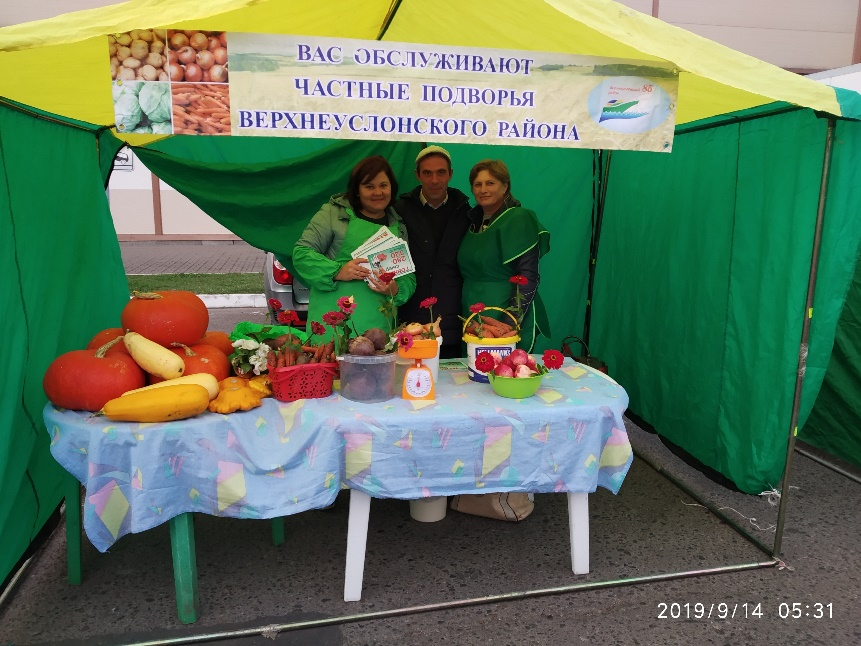 ВАС ОБСЛУЖИВАЮТ
ЧАСТНЫЕ ПОДВОРЬЯ
ВЕРХНЕУСЛОНСКОГО РАЙОНА
2019/9/14 05:31